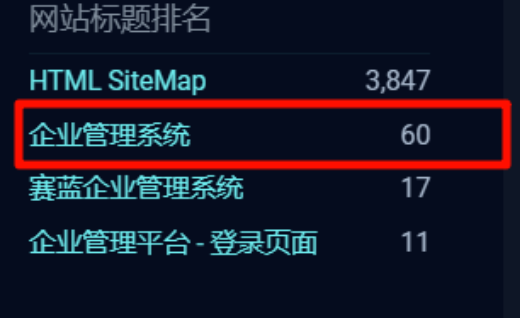 网站标题排名
HTML SiteMap 3,847
企业管理系统 60
赛蓝企业管理系统 17
企业管理平台 - 登录页面 11